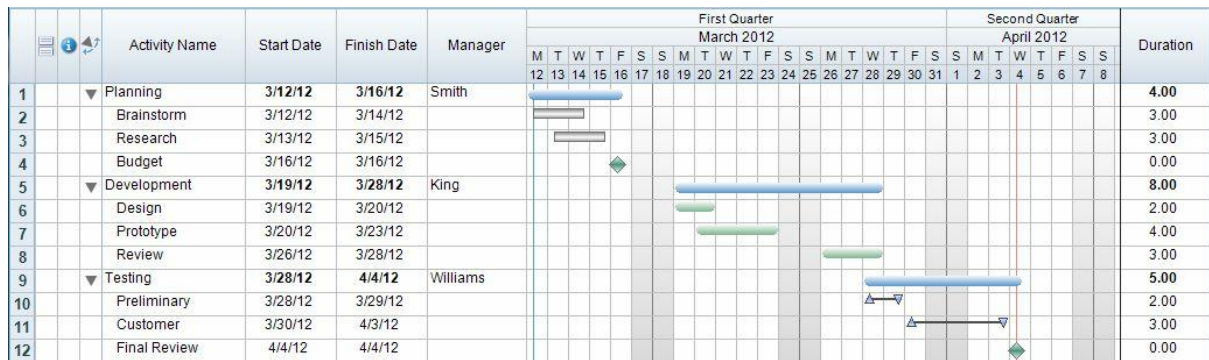 First Quarter Second Quarter
Activity Name Start Date Finish Date Manager March 2012 April 2012 Duration
M T W T F S S M T W T F S S M T W T F S S M T W T F S S
12 13 14 15 16 17 18 19 20 21 22 23 24 25 26 27 28 29 30 31 1 2 3 4 5 6 7 8
1 Planning 3/12/12 3/16/12 Smith 4.00
2 Brainstorm 3/12/12 3/14/12 3.00
3 Research 3/13/12 3/15/12 3.00
4 Budget 3/16/12 3/16/12 0.00
5 Development 3/19/12 3/28/12 King 8.00
6 Design 3/19/12 3/20/12 2.00
7 Prototype 3/20/12 3/23/12 4.00
8 Review 3/26/12 3/28/12 3.00
9 Testing 3/28/12 4/4/12 Williams 5.00
10 Preliminary 3/28/12 3/29/12 2.00
11 Customer 3/30/12 4/3/12 3.00
12 Final Review 4/4/12 4/4/12 0.00